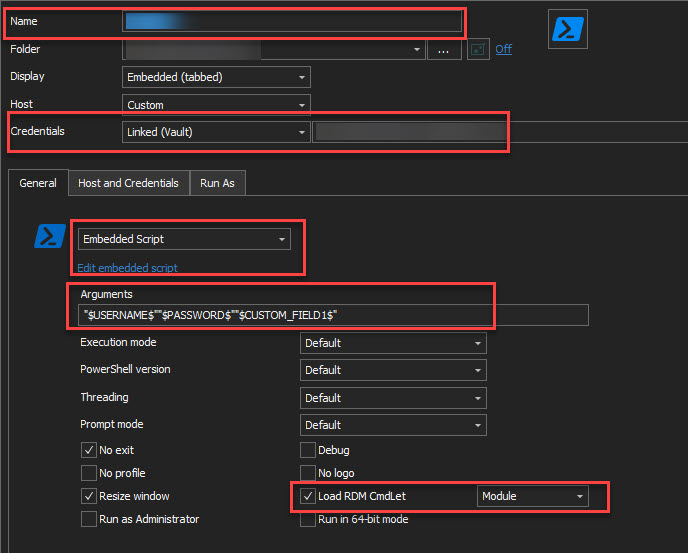 Name
Folder ... Off
Display Embedded (tabbed)
Host Custom
Credentials Linked (Vault)
General Host and Credentials Run As
Embedded Script
Edit embedded script
Arguments
"$USERNAME$""$PASSWORD$""$CUSTOM_FIELD1$"
Execution mode Default
PowerShell version Default
Threading Default
Prompt mode Default
No exit Debug
No profile No logo
Resize window Load RDM CmdLet Module
Run as Administrator Run in 64-bit mode